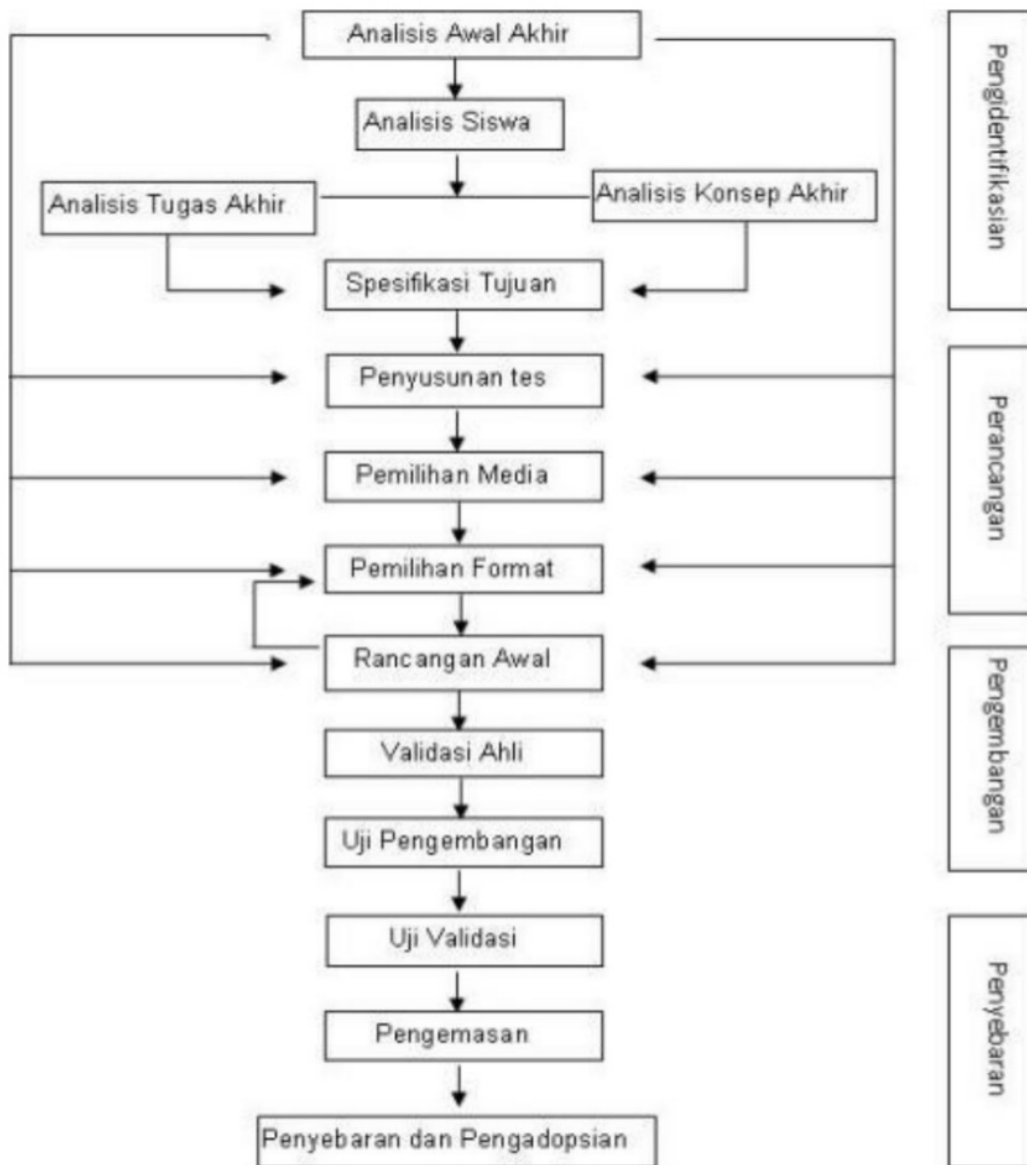 Analisis Awal Akhir
Analisis Siswa
Analisis Tugas Akhir
Analisis Konsep Akhir
Spesifikasi Tujuan
Penyusunan tes
Pemilihan Media
Pemilihan Format
Rancangan Awal
Validasi Ahli
Uji Pengembangan
Uji Validasi
Pengemasan
Penyebaran dan Pengadopsian
Pengidentifikasian
Perancangan
Pengembangan
Penyebaran